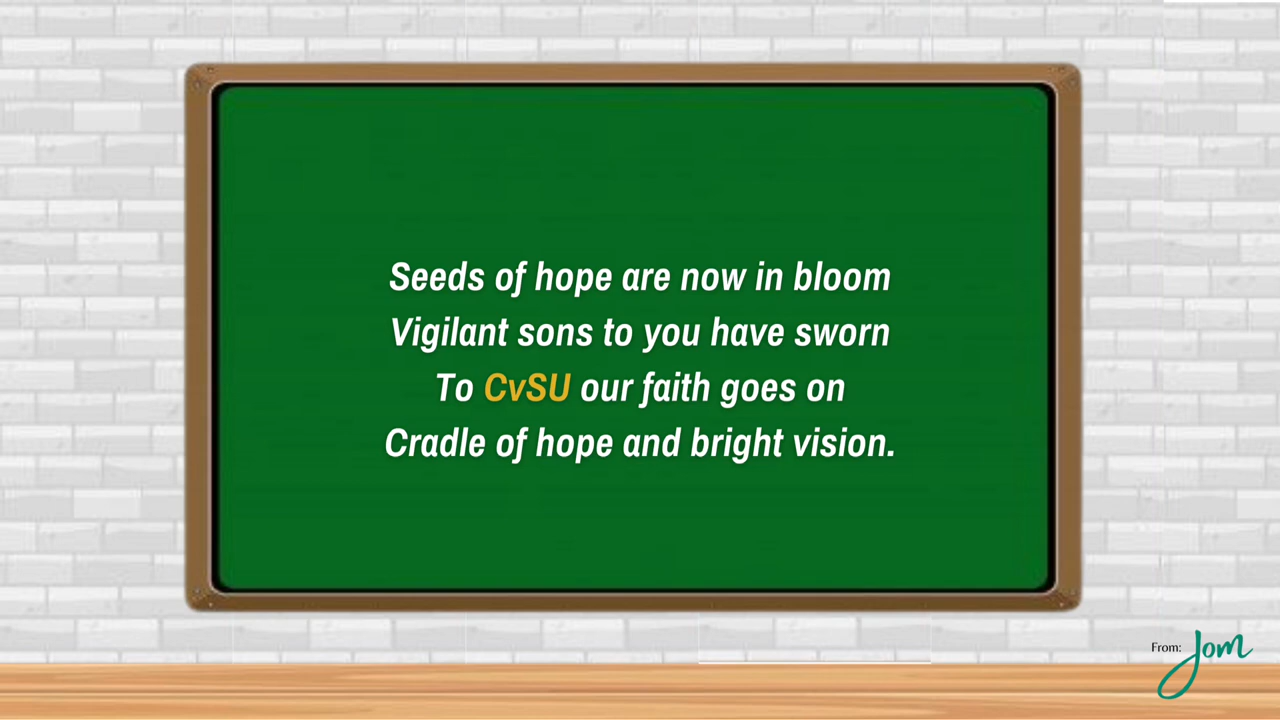 Seeds of hope are now in bloom
Vigilant sons to you have sworn
To CvSU our faith goes on
Cradle of hope and bright vision.
From: Jom